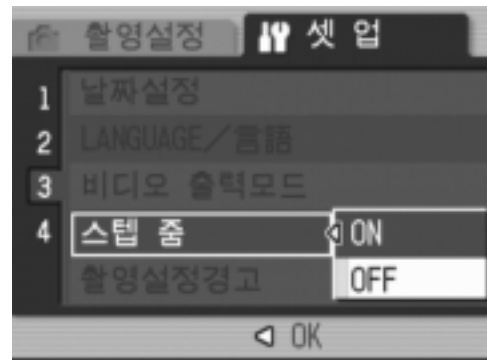 촬영설정 셋 업
1 날짜설정
2 LANGUAGE/言語
3 비디오 출력모드
4 스텝 줌 ON
촬영설정경고 OFF
OK